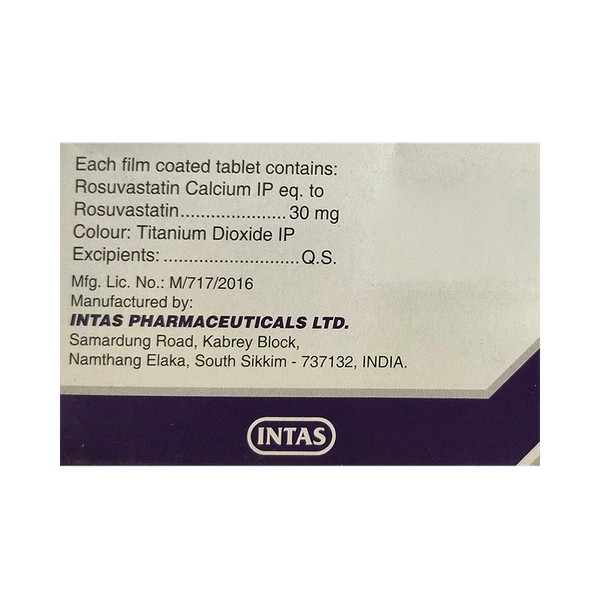 Each film coated tablet contains:
Rosuvastatin Calcium IP eq. to
Rosuvastatin.....................30 mg
Colour: Titanium Dioxide IP
Excipients:...........................Q.S.
Mfg. Lic. No.: M/717/2016
Manufactured by:
INTAS PHARMACEUTICALS LTD.
Samardung Road, Kabrey Block,
Namthang Elaka, South Sikkim - 737132, INDIA.
INTAS